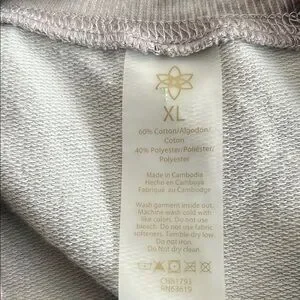 XL
60% Cotton/Algodon/
Coton
40% Polyester/Poliéster/
Polyester
Made in Cambodia
Hecho en Camboya
Fabriqué au Cambodge
Wash garment inside out.
Machine wash cold with
like colors. Do not use
bleach. Do not use fabric
softeners. Tumble dry low.
Do not iron.
Do not dry clean.
RN63619